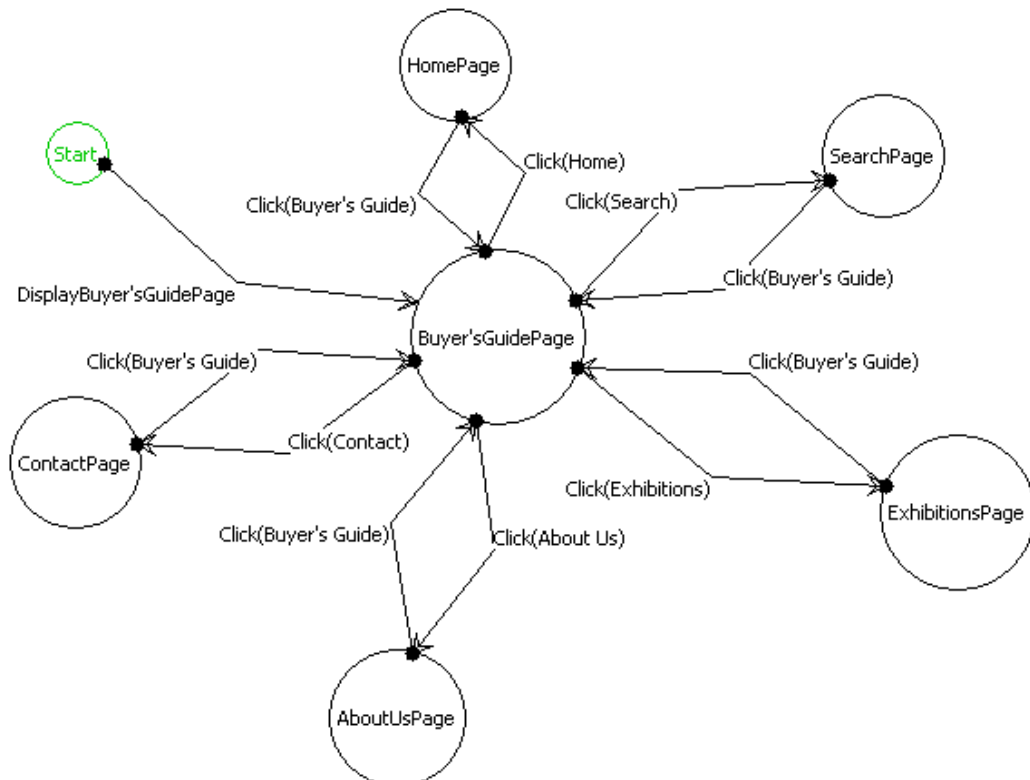 HomePage
Start
SearchPage
Click(Home)
Click(Buyer's Guide)
Click(Search)
Click(Buyer's Guide)
DisplayBuyer'sGuidePage
Buyer'sGuidePage
Click(Buyer's Guide)
Click(Buyer's Guide)
Click(Contact)
ContactPage
Click(Exhibitions)
ExhibitionsPage
Click(Buyer's Guide)
Click(About Us)
AboutUsPage